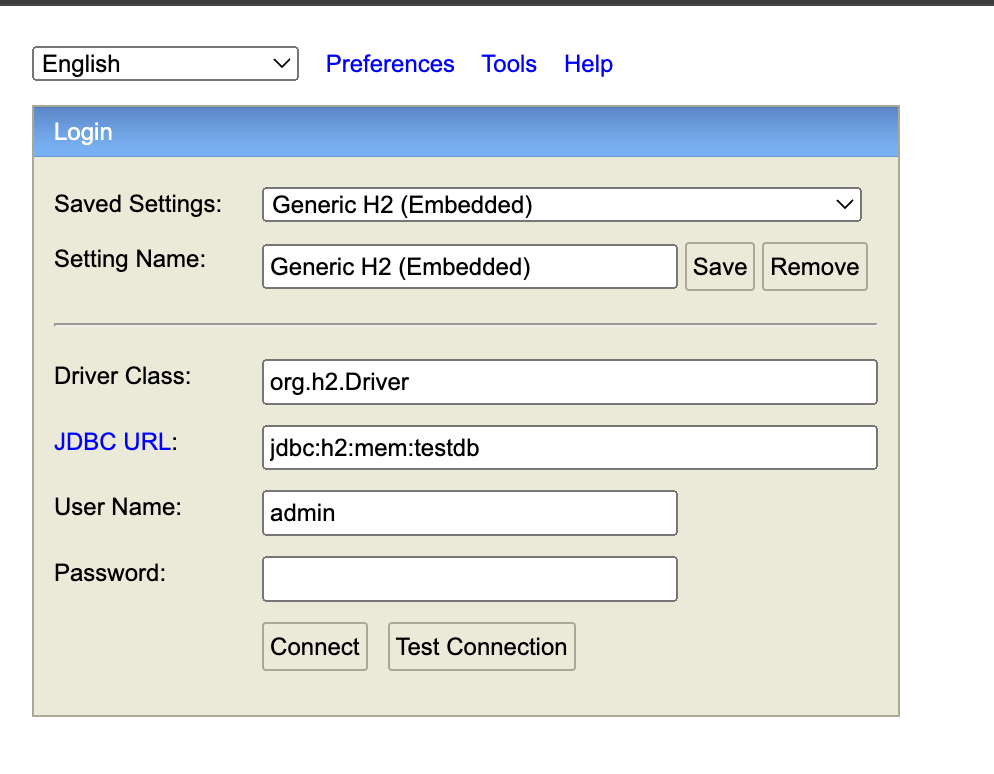 English Preferences Tools Help
Login
Saved Settings: Generic H2 (Embedded)
Setting Name: Generic H2 (Embedded) Save Remove
Driver Class: org.h2.Driver
JDBC URL: jdbc:h2:mem:testdb
User Name: admin
Password:
Connect Test Connection